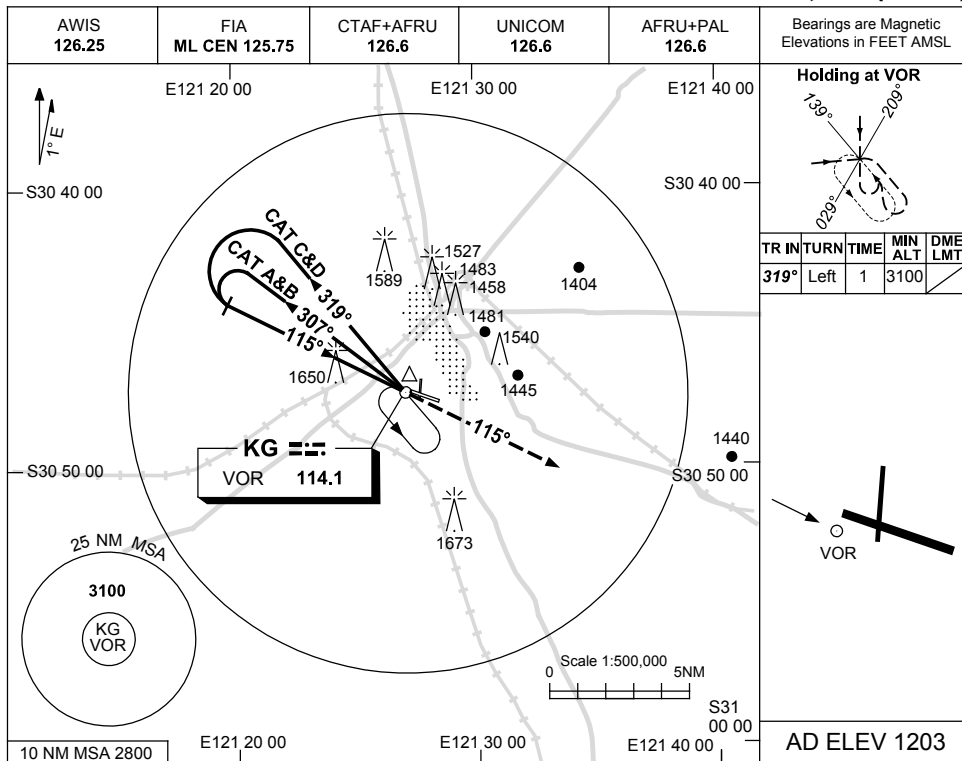 AWIS
126.25
FIA
ML CEN 125.75
CTAF+AFRU
126.6
UNICOM
126.6
AFRU+PAL
126.6
Bearings are Magnetic
Elevations in FEET AMSL
E121 20 00
E121 30 00
E121 40 00
1° E
S30 40 00
S30 40 00
Holding at VOR
139°
209°
029°
TR IN TURN TIME MIN ALT DME LMT
319° Left 1 3100
CAT C&D
319°
CAT A&B
307°
115°
1589
1527
1483
1458
1404
1481
1540
1445
1650
115°
1440
KG
VOR 114.1
S30 50 00
S30 50 00
1673
VOR
25 NM MSA
3100
KG
VOR
Scale 1:500,000
0 5NM
S31
00 00
10 NM MSA 2800
E121 20 00
E121 30 00
E121 40 00
AD ELEV 1203